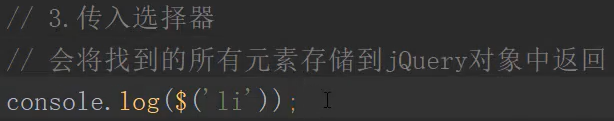 // 3.传入选择器
// 会将找到的所有元素存储到jQuery对象中返回
console.log($('li'));